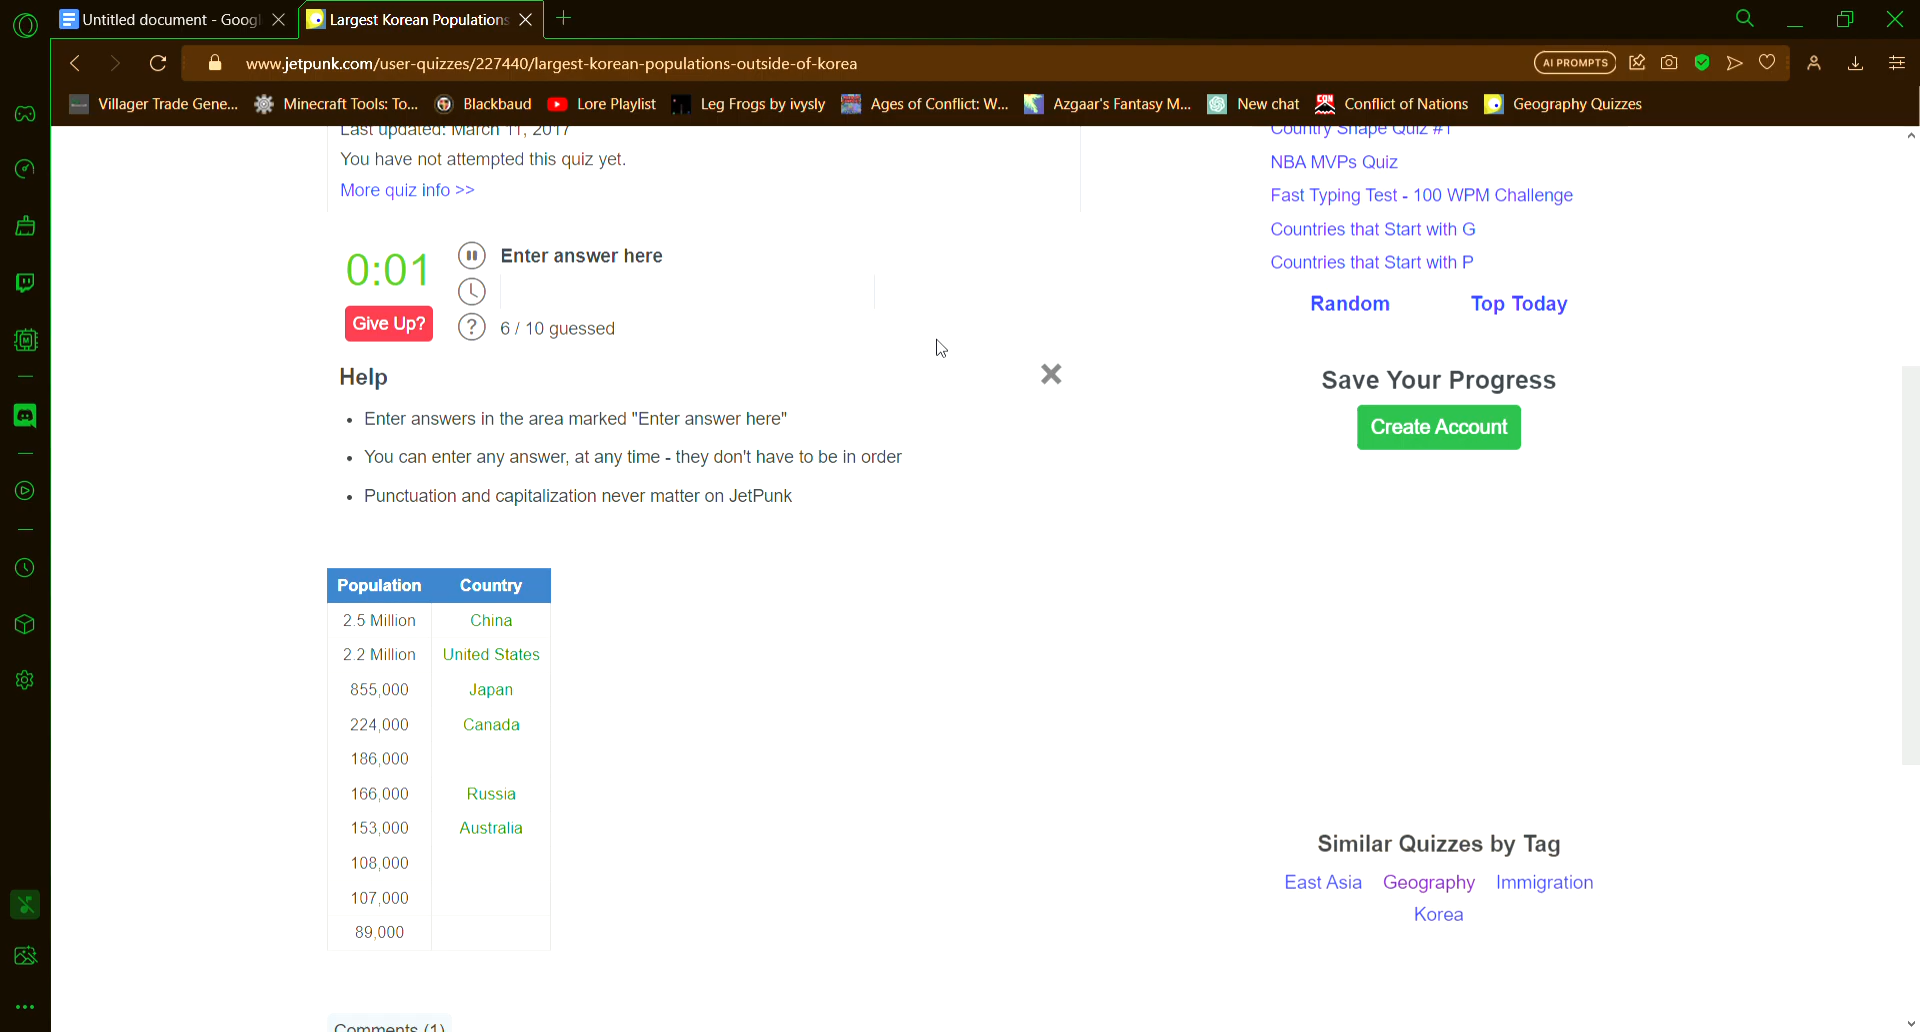 Untitled document - Goog
Largest Korean Populations
www.jetpunk.com/user-quizzes/227440/largest-korean-populations-outside-of-korea
AI PROMPTS
Villager Trade Gene...
Minecraft Tools: To...
Blackbaud
Lore Playlist
Leg Frogs by ivysly
Ages of Conflict: W...
Azgaar's Fantasy M...
New chat
Conflict of Nations
Geography Quizzes
Last updated: March 11, 2017
You have not attempted this quiz yet.
More quiz info >>
0:01
Give Up?
Enter answer here
6 / 10 guessed
Help
• Enter answers in the area marked "Enter answer here"
• You can enter any answer, at any time - they don't have to be in order
• Punctuation and capitalization never matter on JetPunk
Population Country
2.5 Million China
2.2 Million United States
855,000 Japan
224,000 Canada
186,000
166,000 Russia
153,000 Australia
108,000
107,000
89,000
Comments (1)
Country Shape Quiz #1
NBA MVPs Quiz
Fast Typing Test - 100 WPM Challenge
Countries that Start with G
Countries that Start with P
Random Top Today
Save Your Progress
Create Account
Similar Quizzes by Tag
East Asia Geography Immigration
Korea